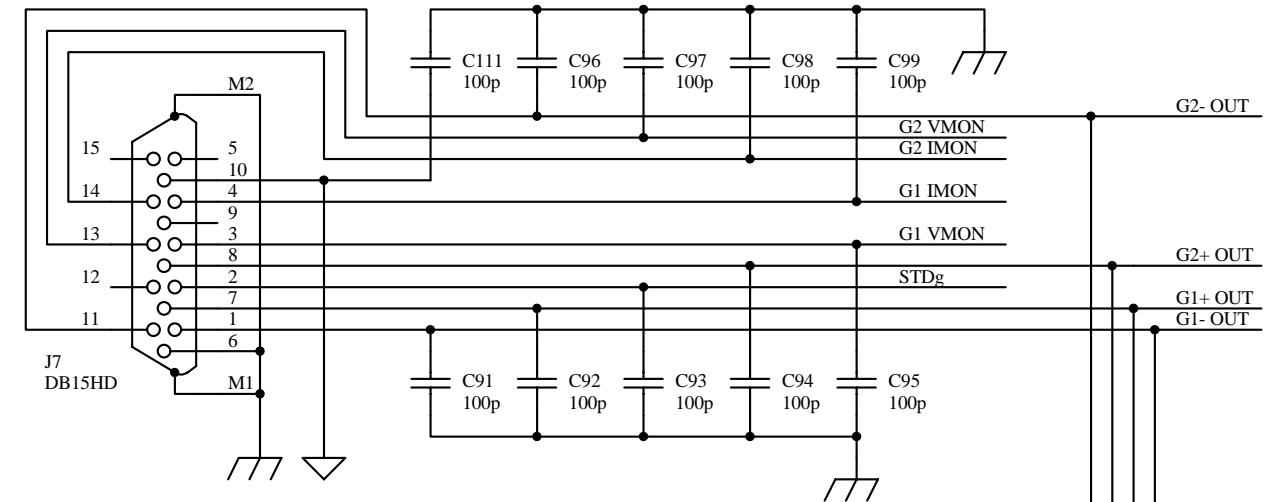 C111 C96 C97 C98 C99
100p 100p 100p 100p 100p
M2
G2- OUT
G2 VMON
15 5 G2 IMON
10
14 4 G1 IMON
9
13 3 G1 VMON
8 G2+ OUT
12 2 STDg
7 G1+ OUT
11 1 G1- OUT
6
J7
DB15HD M1
C91 C92 C93 C94 C95
100p 100p 100p 100p 100p